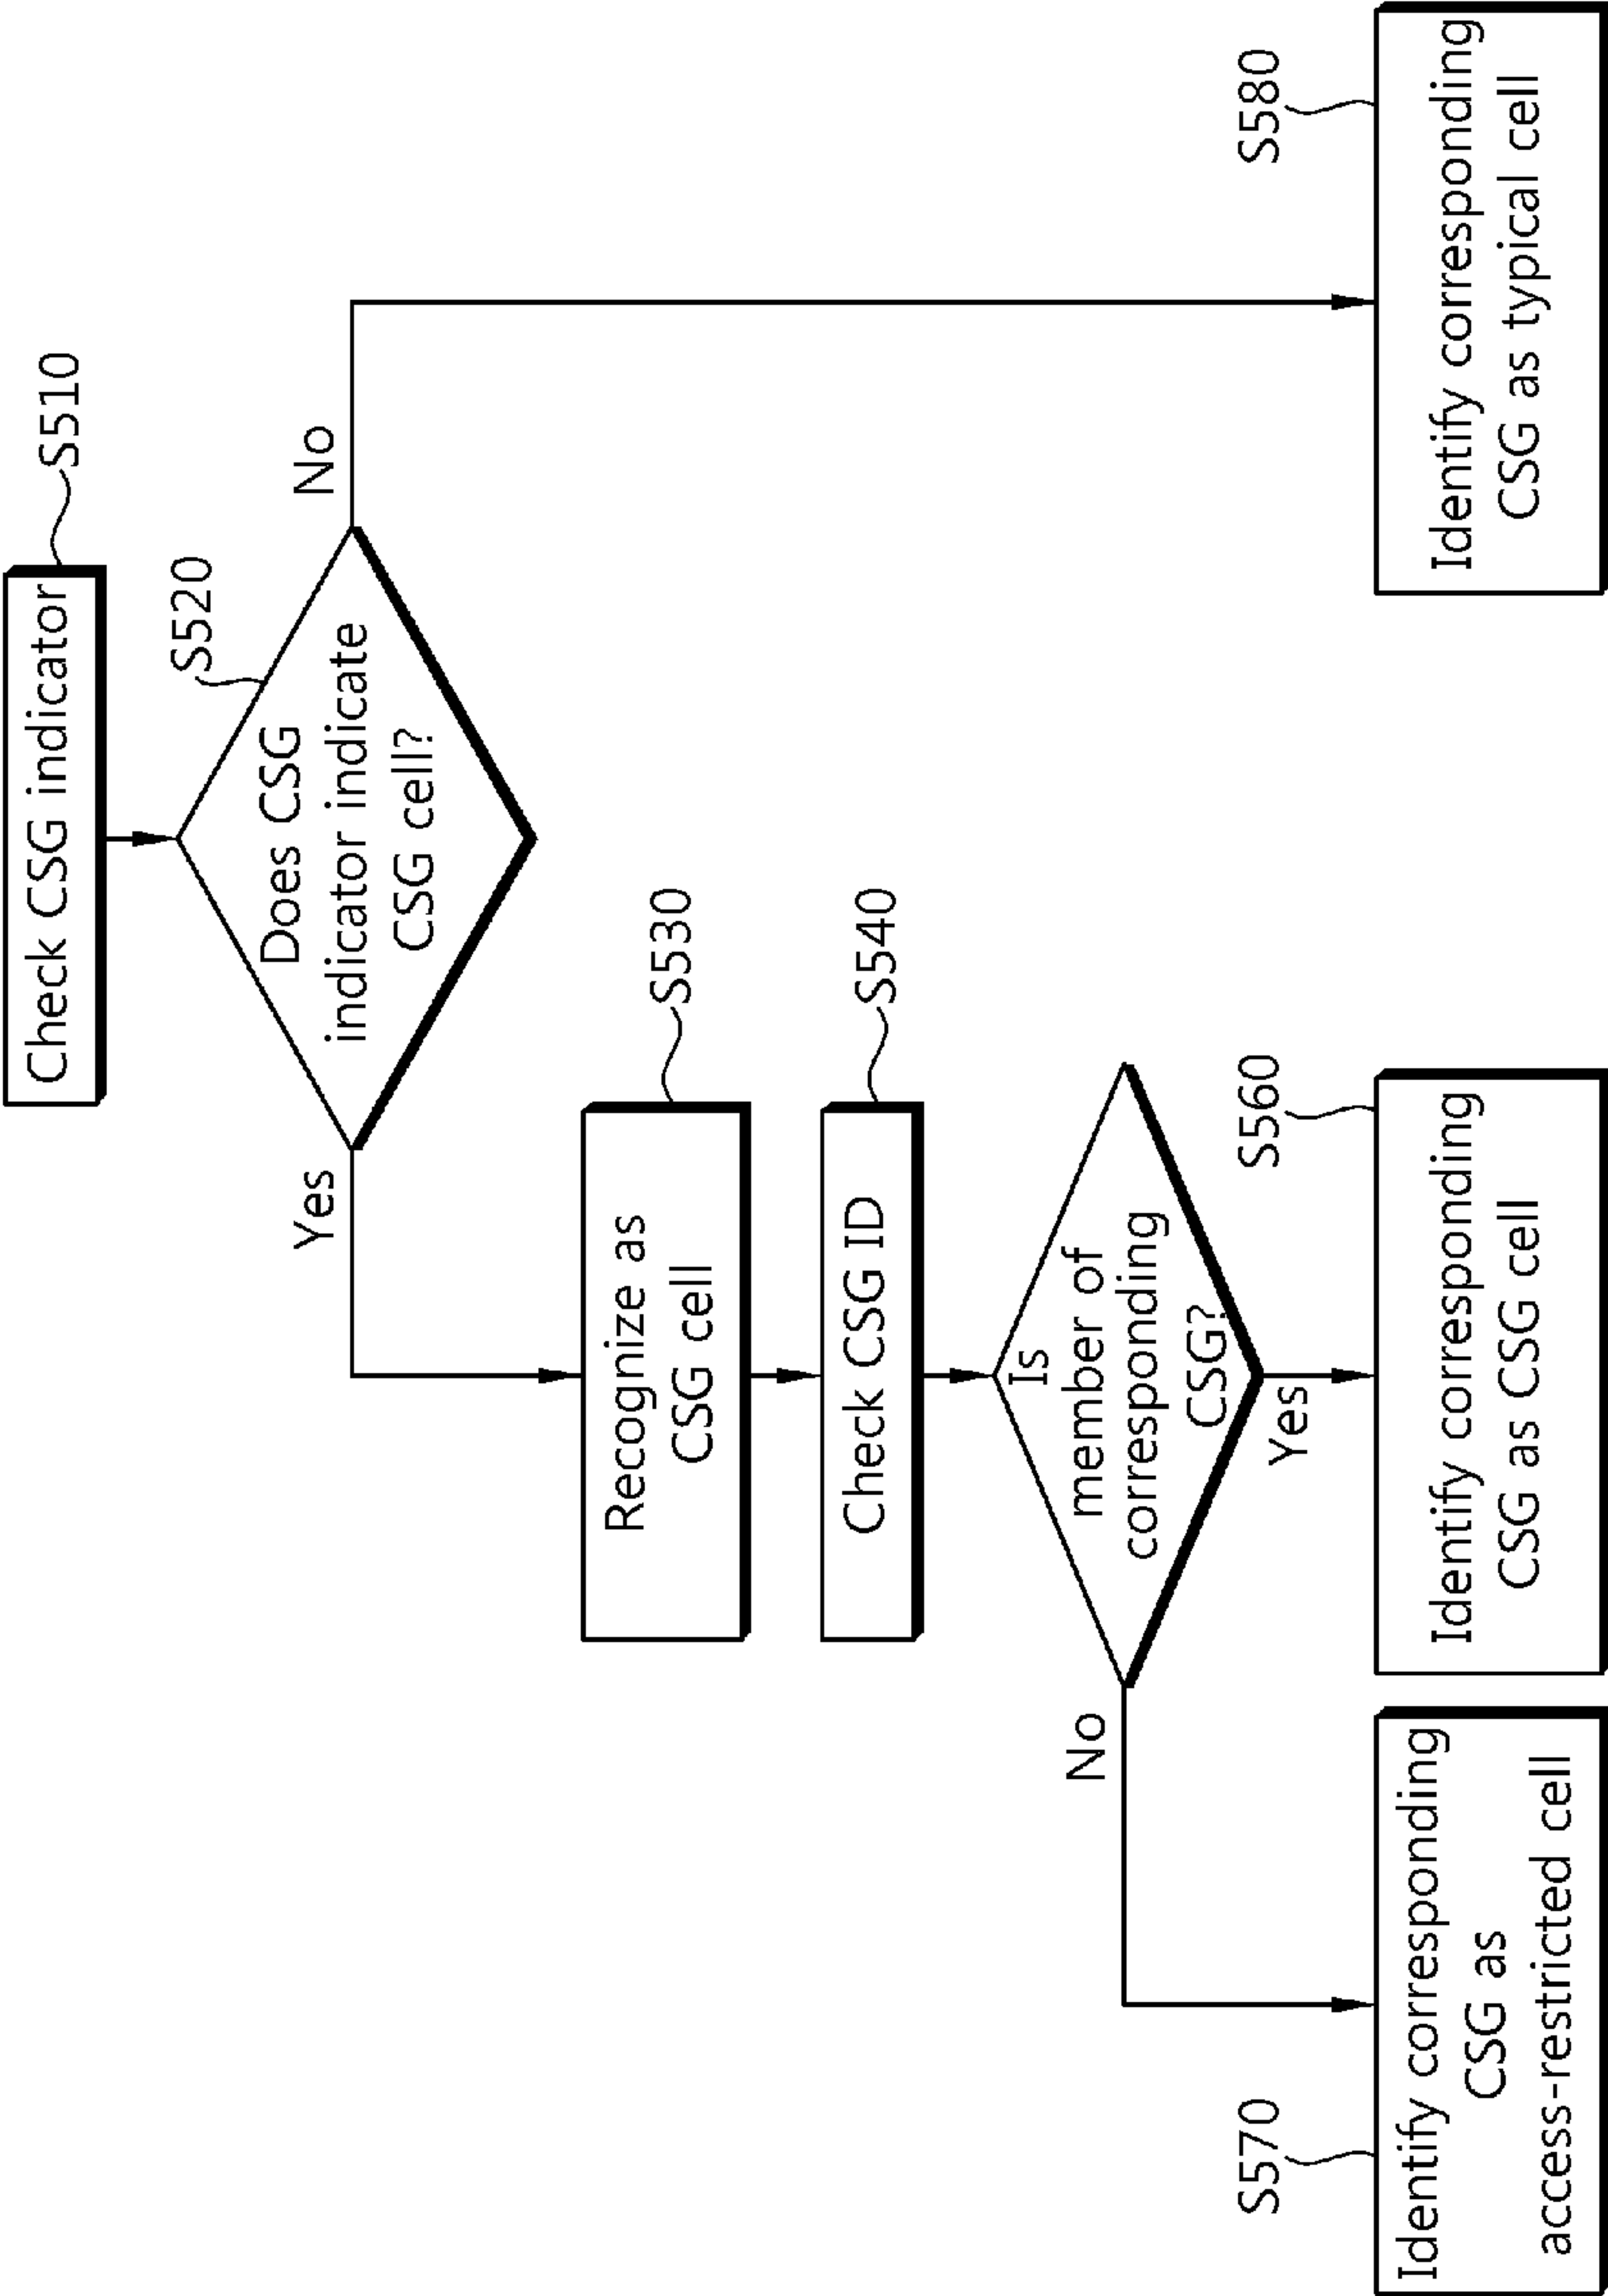 Check CSG indicator
S510
S520
Does CSG
indicator indicate
CSG cell?
Yes
No
Recognize as
CSG cell
S530
Check CSG ID
S540
Is
member of
corresponding
CSG?
No
Yes
S570
Identify corresponding
CSG as
access-restricted cell
S560
Identify corresponding
CSG as CSG cell
S580
Identify corresponding
CSG as typical cell